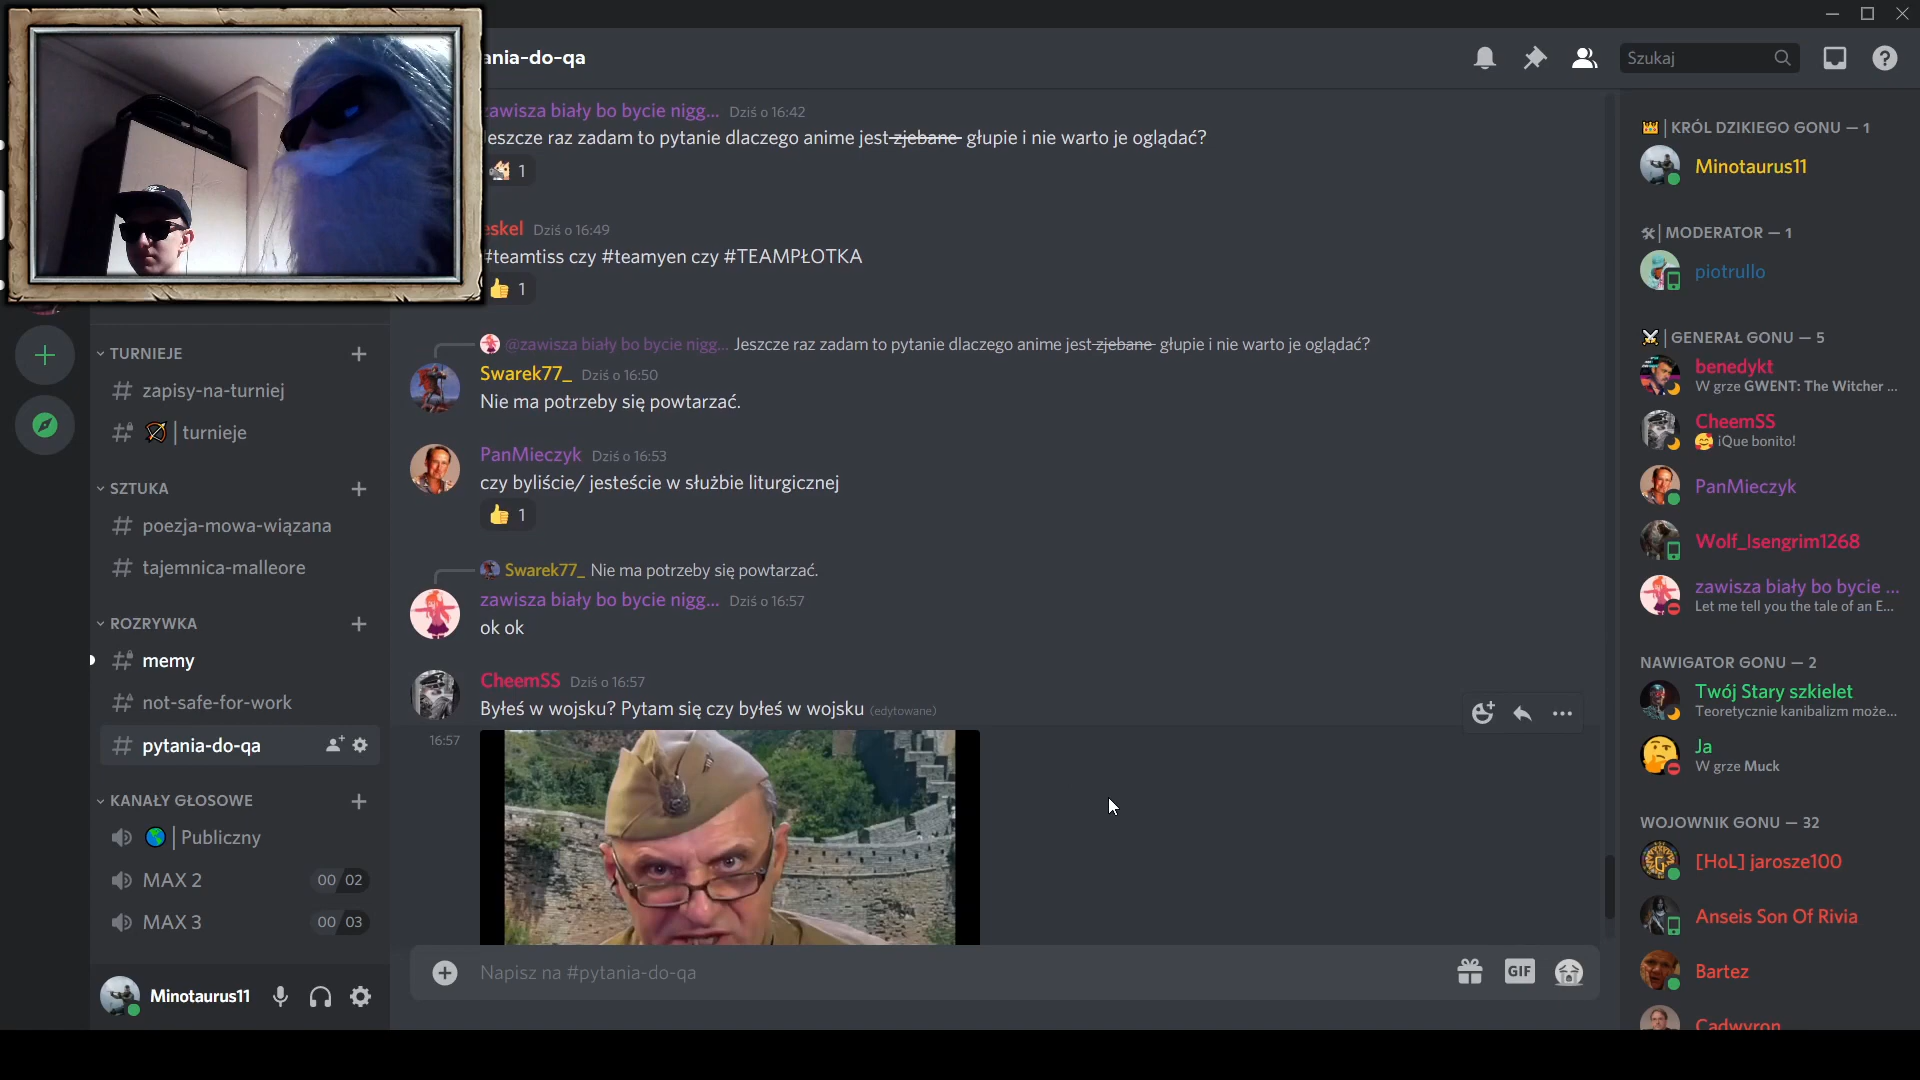 ania-do-qa
Szukaj
zawisza biały bo bycie nigg... Dziś o 16:42
eszcze raz zadam to pytanie dlaczego anime jest zjebane głupie i nie warto je oglądać?
1
eskel Dziś o 16:49
#teamtiss czy #teamyen czy #TEAMPŁOTKA
1
@zawisza biały bo bycie nigg... Jeszcze raz zadam to pytanie dlaczego anime jest zjebane głupie i nie warto je oglądać?
Swarek77_ Dziś o 16:50
Nie ma potrzeby się powtarzać.
PanMieczyk Dziś o 16:53
czy byliście/ jesteście w służbie liturgicznej
1
Swarek77_ Nie ma potrzeby się powtarzać.
zawisza biały bo bycie nigg... Dziś o 16:57
ok ok
CheemSS Dziś o 16:57
Byłeś w wojsku? Pytam się czy byłeś w wojsku (edytowane)
16:57
Napisz na #pytania-do-qa
GIF
TURNIEJE
zapisy-na-turniej
| turnieje
SZTUKA
poezja-mowa-wiązana
tajemnica-malleore
ROZRYWKA
memy
not-safe-for-work
pytania-do-qa
KANAŁY GŁOSOWE
| Publiczny
MAX 2 00 02
MAX 3 00 03
Minotaurus11
| KRÓL DZIKIEGO GONU — 1
Minotaurus11
| MODERATOR — 1
piotrullo
| GENERAŁ GONU — 5
benedykt
W grze GWENT: The Witcher ...
CheemSS
¡Que bonito!
PanMieczyk
Wolf_Isengrim1268
zawisza biały bo bycie ...
Let me tell you the tale of an E...
NAWIGATOR GONU — 2
Twój Stary szkielet
Teoretycznie kanibalizm może...
Ja
W grze Muck
WOJOWNIK GONU — 32
[HoL] jarosze100
Anseis Son Of Rivia
Bartez
Cadwyron